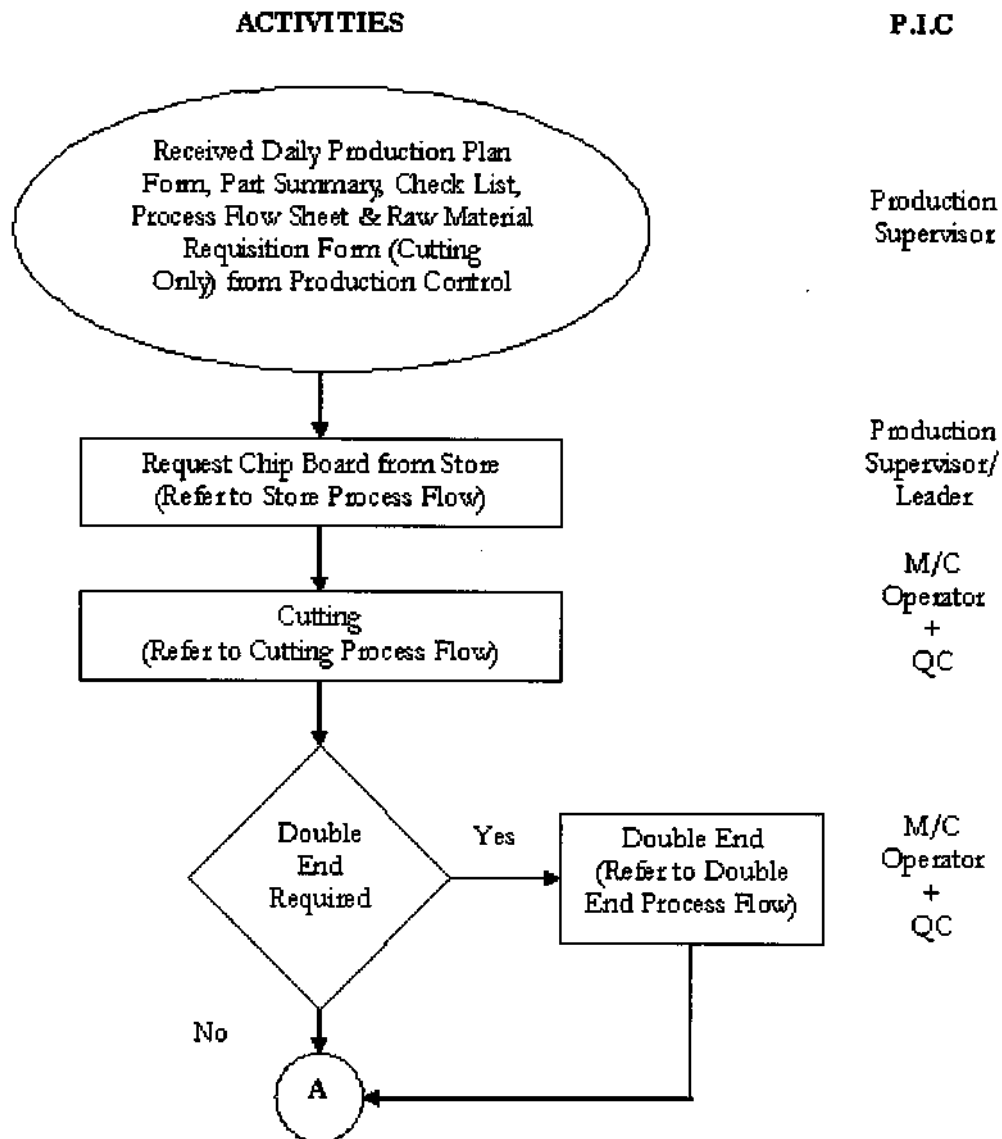 ACTIVITIES
P.I.C
Received Daily Production Plan
Form, Part Summary, Check List,
Process Flow Sheet & Raw Material
Requisition Form (Cutting
Only) from Production Control
Production
Supervisor
Request Chip Board from Store
(Refer to Store Process Flow)
Production
Supervisor/
Leader
Cutting
(Refer to Cutting Process Flow)
M/C
Operator
+
QC
Double
End
Required
Yes
Double End
(Refer to Double
End Process Flow)
M/C
Operator
+
QC
No
A